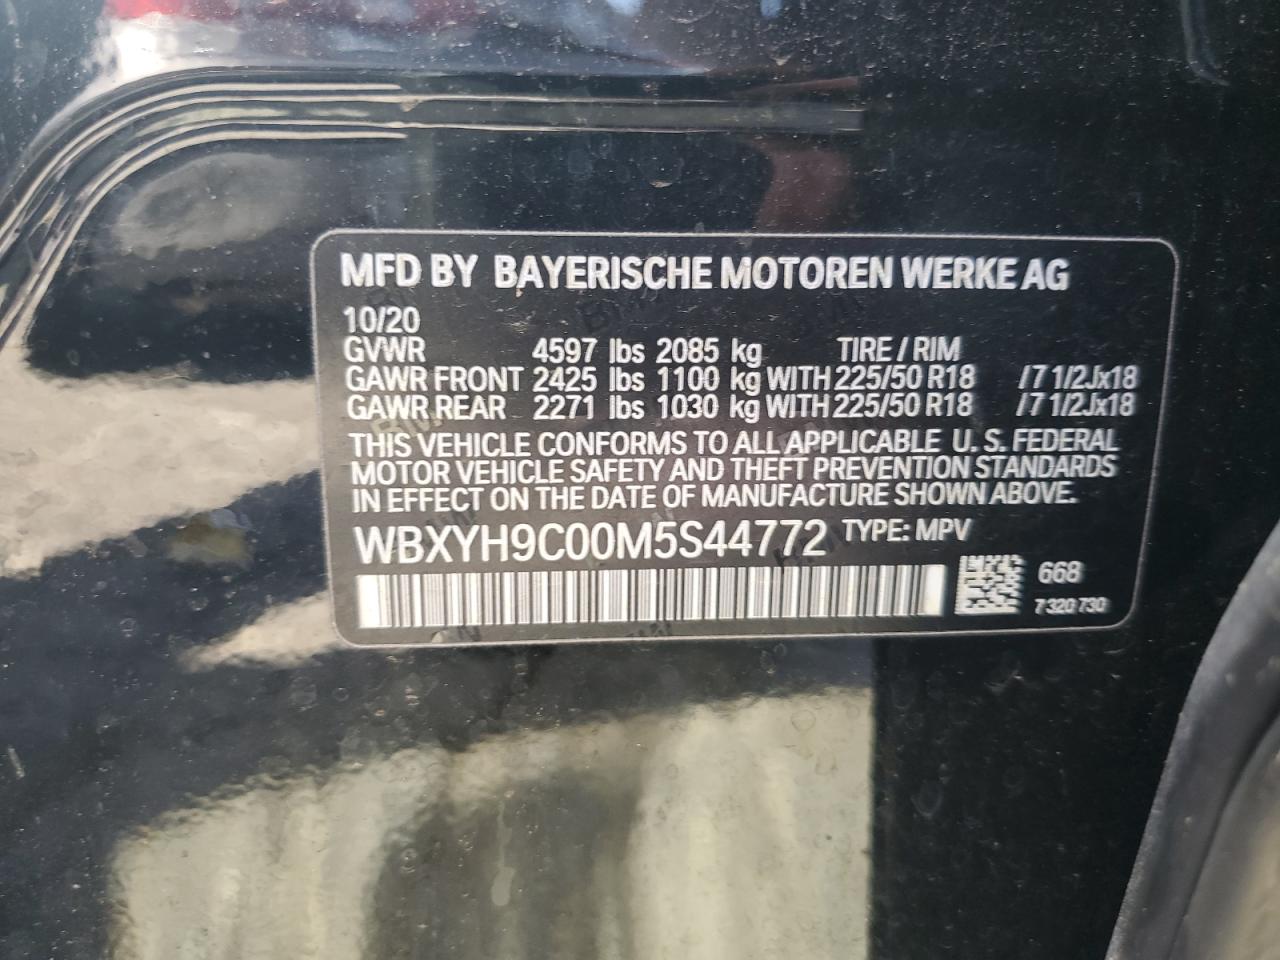 MFD BY BAYERISCHE MOTOREN WERKE AG
10/20
GVWR 4597 lbs 2085 kg TIRE / RIM
GAWR FRONT 2425 lbs 1100 kg WITH 225/50 R18 /7 1/2Jx18
GAWR REAR 2271 lbs 1030 kg WITH 225/50 R18 /7 1/2Jx18
THIS VEHICLE CONFORMS TO ALL APPLICABLE U. S. FEDERAL
MOTOR VEHICLE SAFETY AND THEFT PREVENTION STANDARDS
IN EFFECT ON THE DATE OF MANUFACTURE SHOWN ABOVE.
WBXYH9C00M5S44772 TYPE: MPV
668
7 320 730